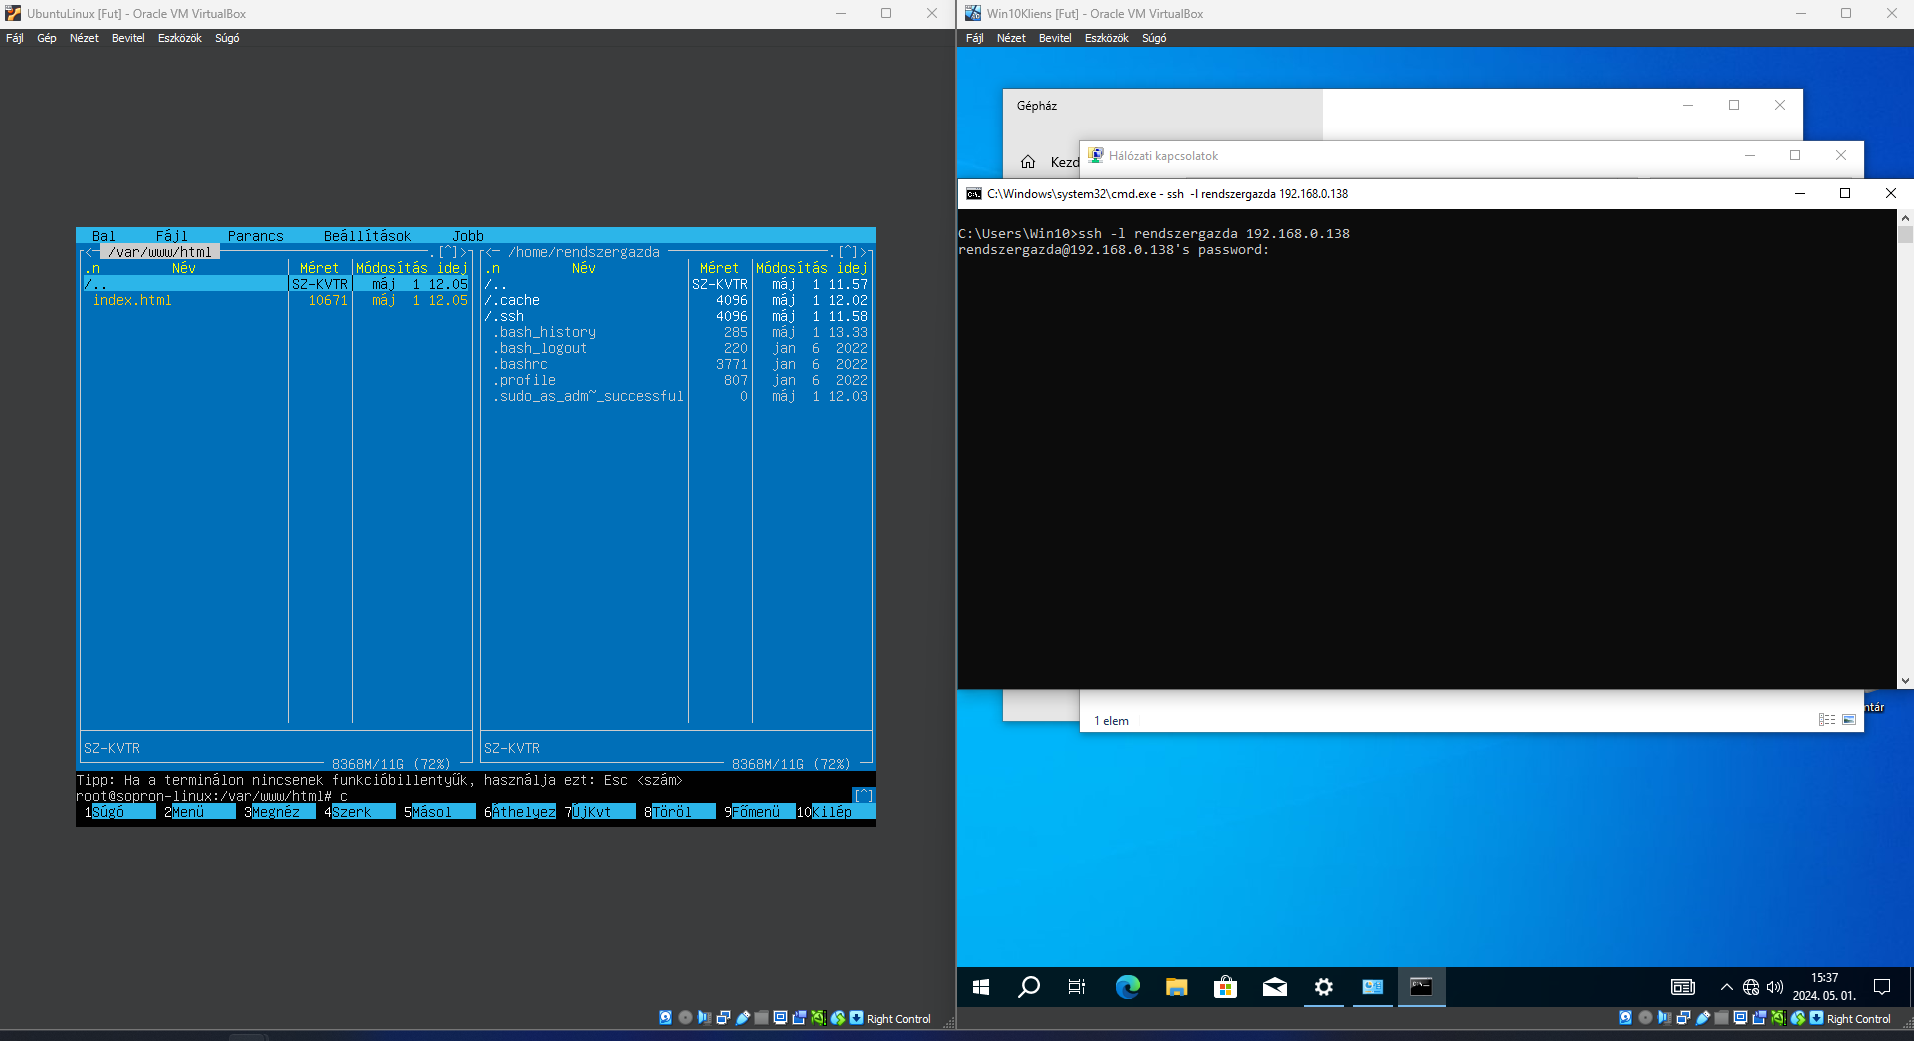 UbuntuLinux [Fut] - Oracle VM VirtualBox
Fájl Gép Nézet Bevitel Eszközök Súgó
Bal Fájl Parancs Beállítások Jobb
<─ /var/www/html .[^]>
.n Név Méret Módosítás idej
/.. SZ-KVTR máj 1 12.05
index.html 10671 máj 1 12.05
SZ-KVTR
8368M/11G (72%)
<─ /home/rendszergazda .[^]>
.n Név Méret Módosítás idej
/.. SZ-KVTR máj 1 11.57
/.cache 4096 máj 1 12.02
/.ssh 4096 máj 1 11.58
.bash_history 285 máj 1 13.33
.bash_logout 220 jan 6 2022
.bashrc 3771 jan 6 2022
.profile 807 jan 6 2022
.sudo_as_adm~_successful 0 máj 1 12.03
SZ-KVTR
8368M/11G (72%)
Tipp: Ha a terminálon nincsenek funkcióbillentyűk, használja ezt: Esc <szám>
root@sopron-linux:/var/www/html# c [^]
1Súgó 2Menü 3Megnéz 4Szerk 5Másol 6Áthelyez 7ÚjKvt 8Töröl 9Főmenü 10Kilép
Right Control
Win10Kliens [Fut] - Oracle VM VirtualBox
Fájl Nézet Bevitel Eszközök Súgó
Gépház
Kezd
Hálózati kapcsolatok
C:\Windows\system32\cmd.exe - ssh -l rendszergazda 192.168.0.138
C:\Users\Win10>ssh -l rendszergazda 192.168.0.138
rendszergazda@192.168.0.138's password:
ntár
1 elem
15:37
2024. 05. 01.
Right Control